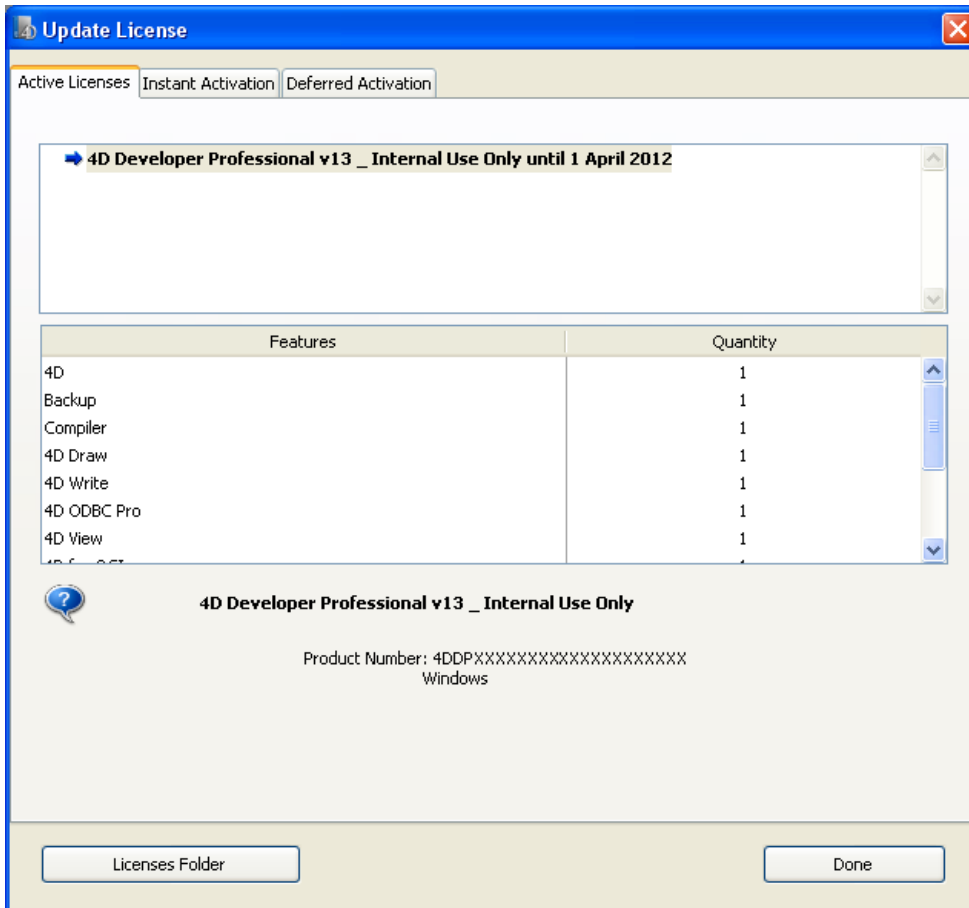 Update License
Active Licenses Instant Activation Deferred Activation
4D Developer Professional v13 _ Internal Use Only until 1 April 2012
Features Quantity
4D 1
Backup 1
Compiler 1
4D Draw 1
4D Write 1
4D ODBC Pro 1
4D View 1
4D Developer Professional v13 _ Internal Use Only
Product Number: 4DDPXXXXXXXXXXXXXXXXXXXX
Windows
Licenses Folder Done